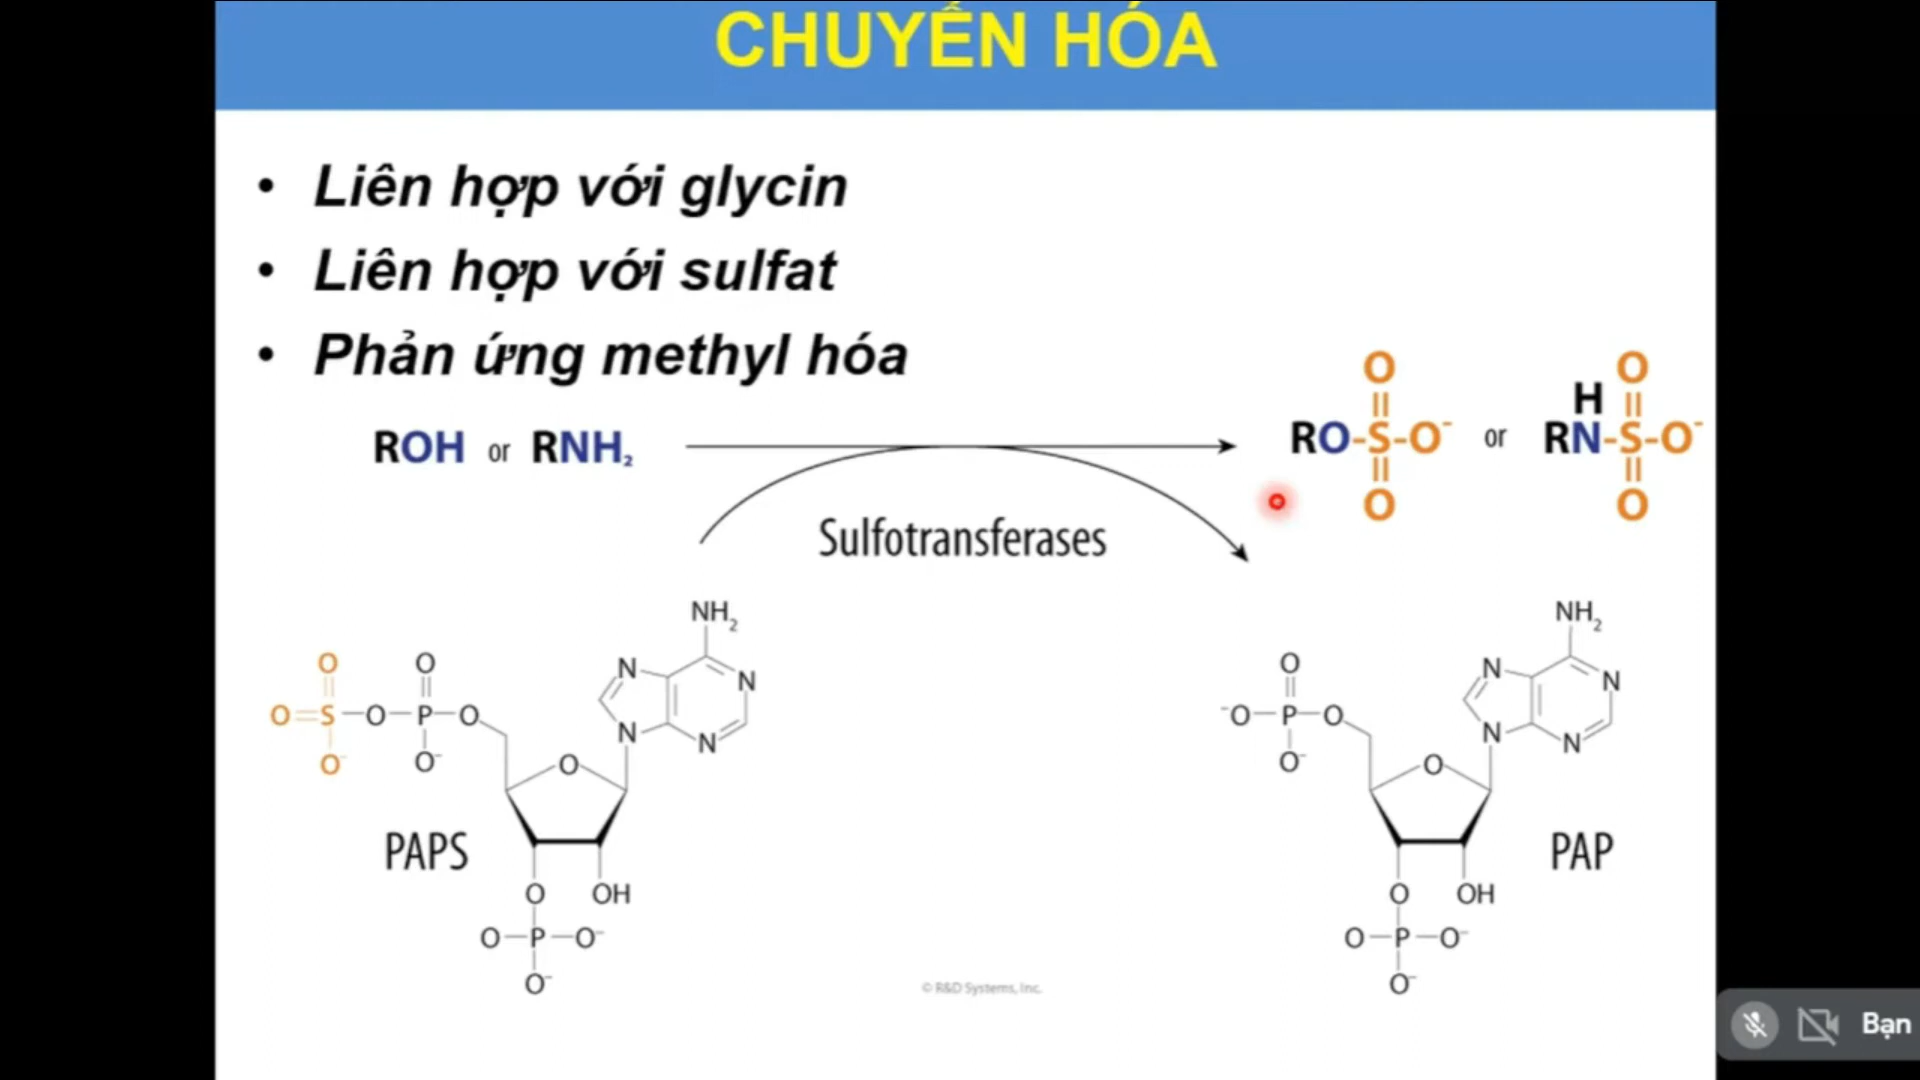 CHUYỂN HÓA
• Liên hợp với glycin
• Liên hợp với sulfat
• Phản ứng methyl hóa
ROH or RNH₂
O
RO-S-O⁻
O
or
H O
RN-S-O⁻
O
Sulfotransferases
NH₂
N
N
N
N
O
O=S-O-P-O
O
O⁻
O⁻
O
PAPS
O OH
O-P-O⁻
O⁻
NH₂
N
N
N
N
O
⁻O-P-O
O⁻
O
PAP
O OH
O-P-O⁻
O⁻
© R&D Systems, Inc.
Bạn